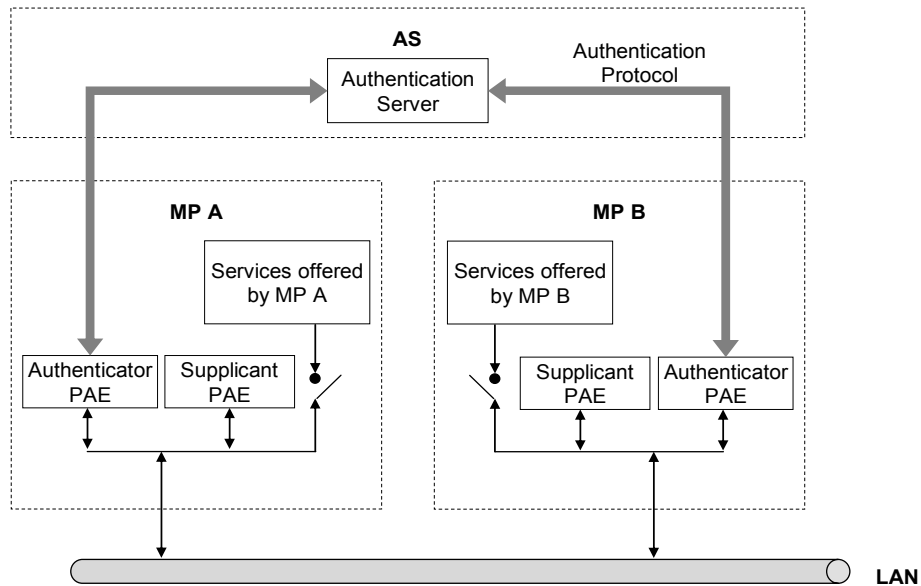 AS
Authentication
Protocol
Authentication
Server
MP A
MP B
Services offered
by MP A
Services offered
by MP B
Authenticator
PAE
Supplicant
PAE
Supplicant
PAE
Authenticator
PAE
LAN